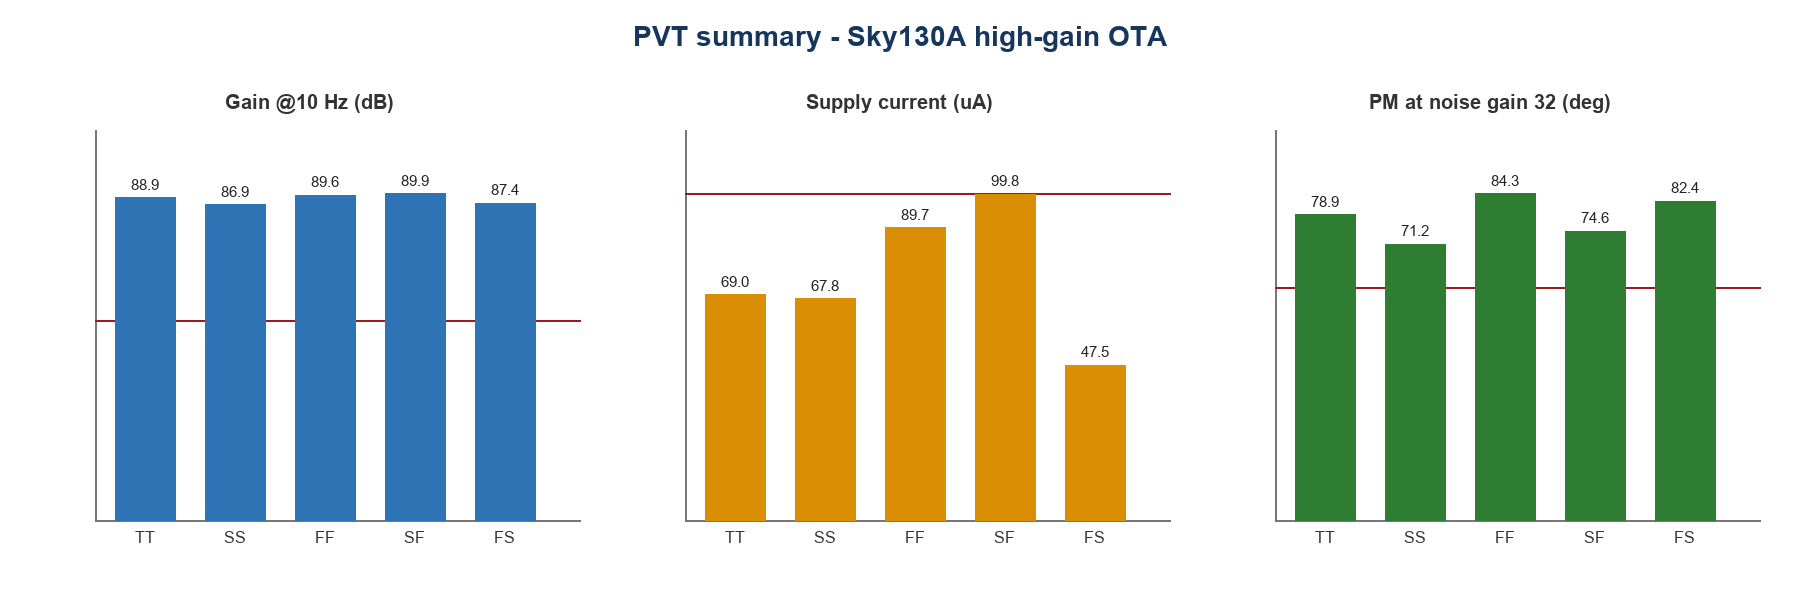 PVT summary - Sky130A high-gain OTA
Gain @10 Hz (dB)
88.9
86.9
89.6
89.9
87.4
TT
SS
FF
SF
FS
Supply current (uA)
69.0
67.8
89.7
99.8
47.5
TT
SS
FF
SF
FS
PM at noise gain 32 (deg)
78.9
71.2
84.3
74.6
82.4
TT
SS
FF
SF
FS